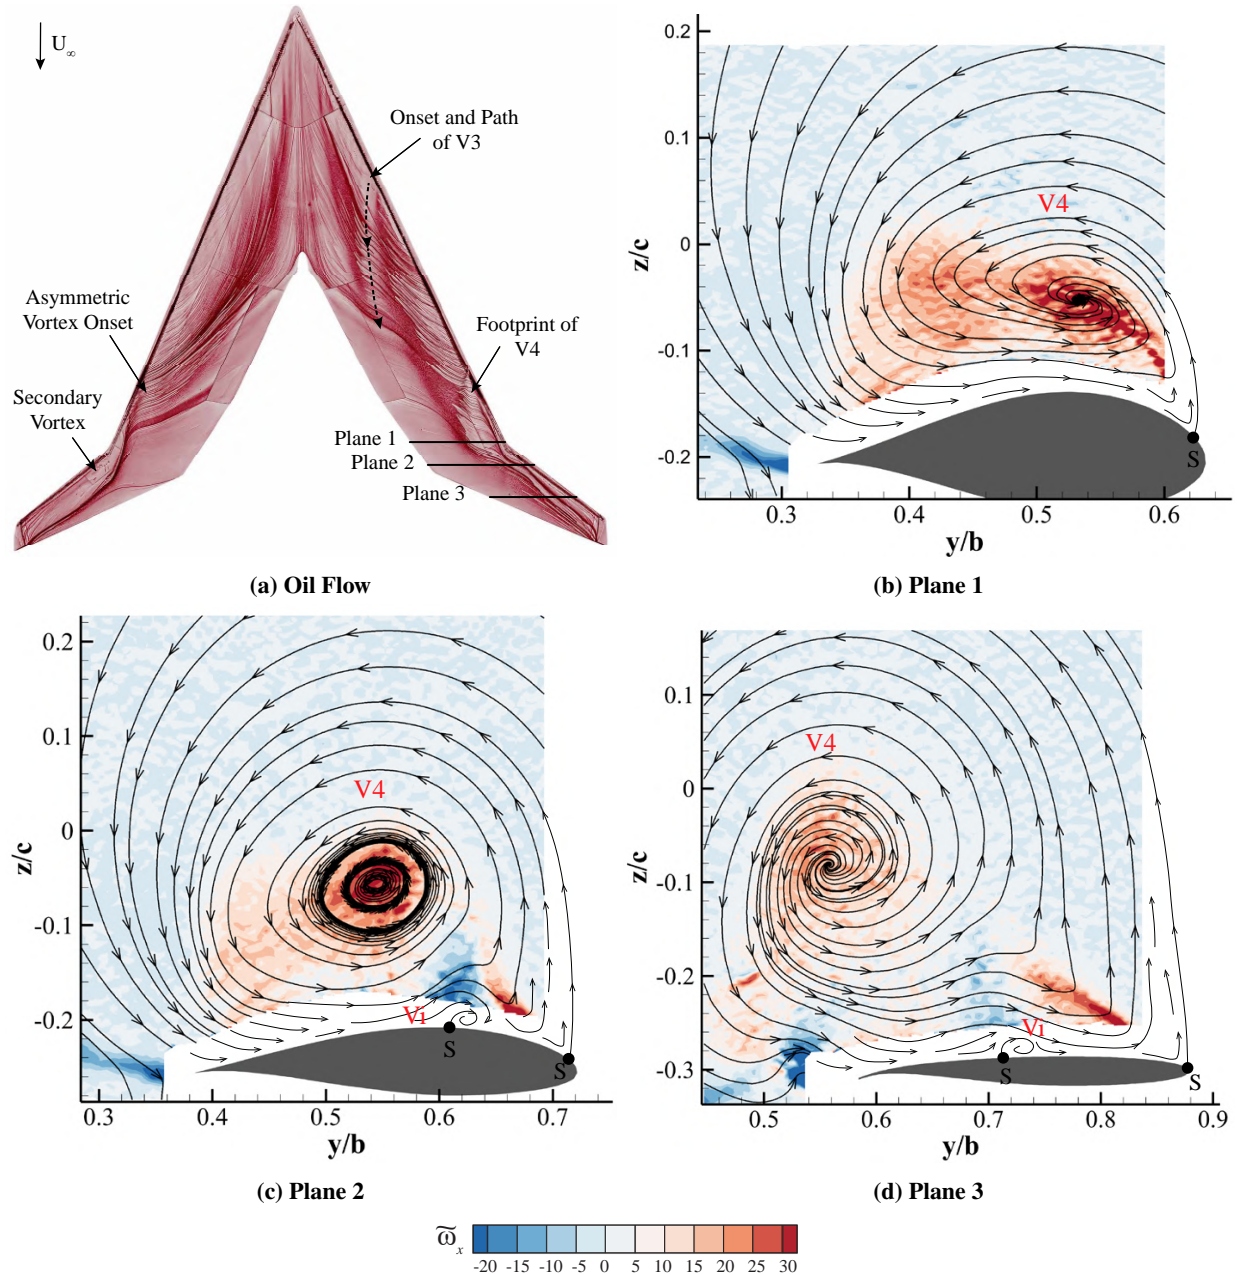 U∞
Onset and Path
of V3
Asymmetric
Vortex Onset
Footprint of
V4
Secondary
Vortex
Plane 1
Plane 2
Plane 3
(a) Oil Flow
0.2
0.1
0
-0.1
-0.2
z/c
V4
S
0.3 0.4 0.5 0.6
y/b
(b) Plane 1
0.2
0.1
0
-0.1
-0.2
z/c
V4
Vi
S
S
0.3 0.4 0.5 0.6 0.7
y/b
(c) Plane 2
0.1
0
-0.1
-0.2
-0.3
z/c
V4
Vi
S
S
0.5 0.6 0.7 0.8 0.9
y/b
(d) Plane 3
ω̃x
-20 -15 -10 -5 0 5 10 15 20 25 30